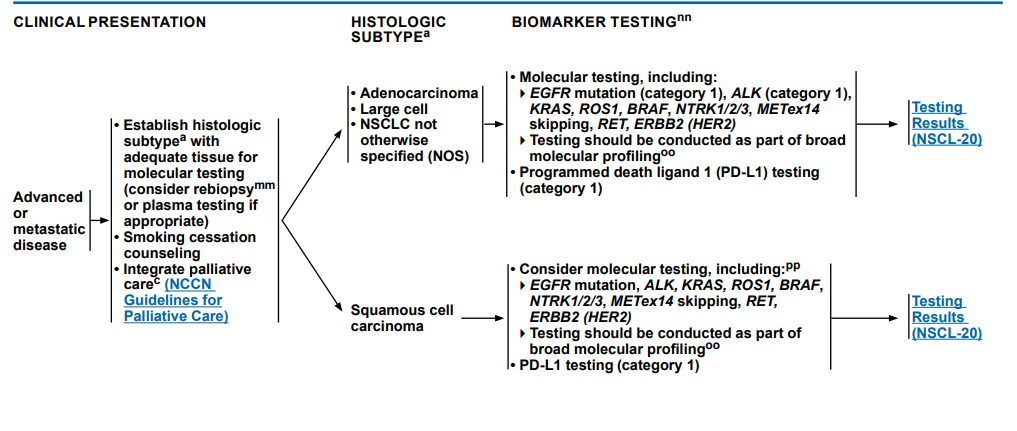 CLINICAL PRESENTATION
HISTOLOGIC
SUBTYPEa
BIOMARKER TESTINGnn
Advanced
or
metastatic
disease
• Establish histologic
subtypea with
adequate tissue for
molecular testing
(consider rebiopsymm
or plasma testing if
appropriate)
• Smoking cessation
counseling
• Integrate palliative
carec (NCCN
Guidelines for
Palliative Care)
• Adenocarcinoma
• Large cell
• NSCLC not
otherwise
specified (NOS)
• Molecular testing, including:
EGFR mutation (category 1), ALK (category 1),
KRAS, ROS1, BRAF, NTRK1/2/3, METex14
skipping, RET, ERBB2 (HER2)
Testing should be conducted as part of broad
molecular profilingoo
• Programmed death ligand 1 (PD-L1) testing
(category 1)
Testing
Results
(NSCL-20)
Squamous cell
carcinoma
• Consider molecular testing, including:pp
EGFR mutation, ALK, KRAS, ROS1, BRAF,
NTRK1/2/3, METex14 skipping, RET,
ERBB2 (HER2)
Testing should be conducted as part of
broad molecular profilingoo
• PD-L1 testing (category 1)
Testing
Results
(NSCL-20)